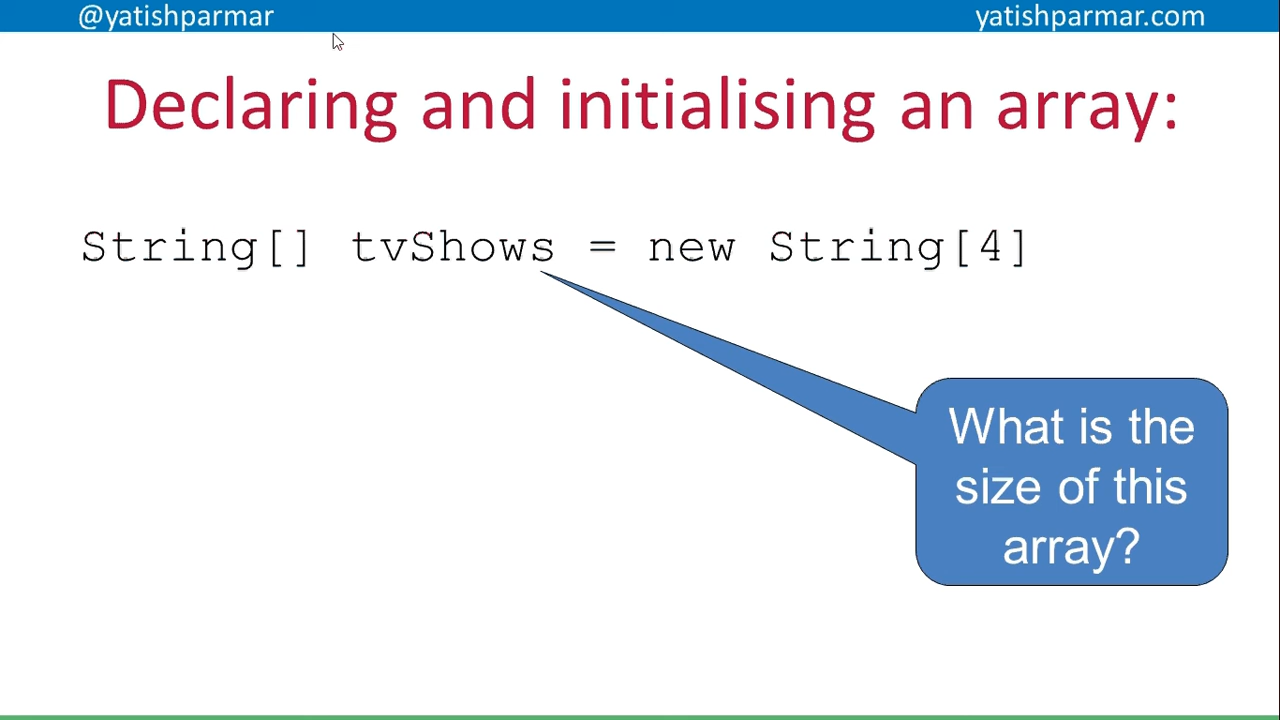 @yatishparmar
yatishparmar.com
Declaring and initialising an array:
String[] tvShows = new String[4]
What is the
size of this
array?